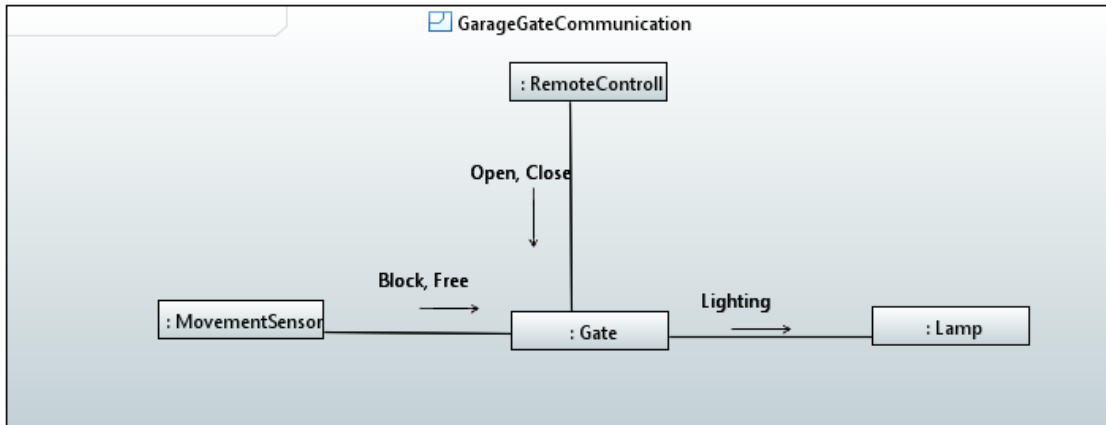 GarageGateCommunication
: RemoteControll
Open, Close
Block, Free
Lighting
: MovementSensor
: Gate
: Lamp